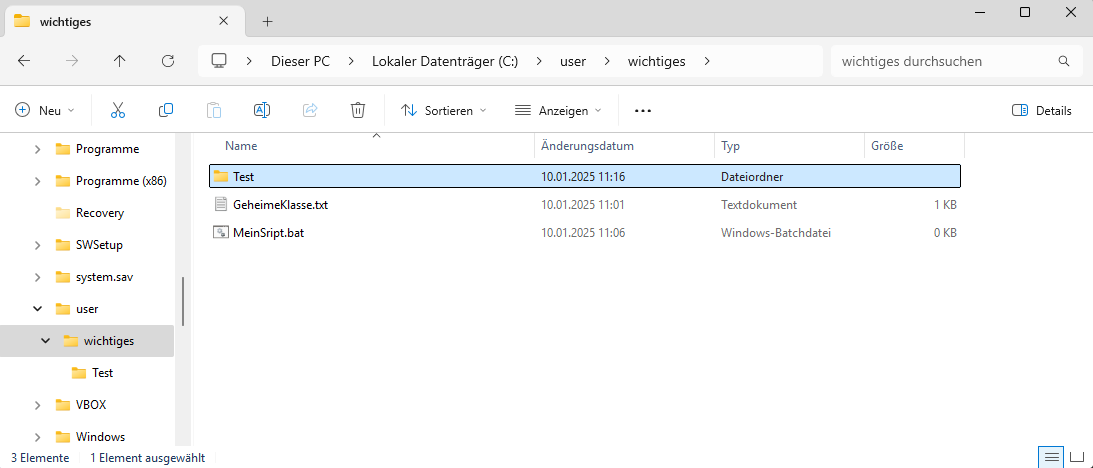 wichtiges
Dieser PC Lokaler Datenträger (C:) user wichtiges
wichtiges durchsuchen
Neu Sortieren Anzeigen Details
Programme
Programme (x86)
Recovery
SWSetup
system.sav
user
wichtiges
Test
VBOX
Windows
Name Änderungsdatum Typ Größe
Test 10.01.2025 11:16 Dateiordner
GeheimeKlasse.txt 10.01.2025 11:01 Textdokument 1 KB
MeinSript.bat 10.01.2025 11:06 Windows-Batchdatei 0 KB
3 Elemente 1 Element ausgewählt